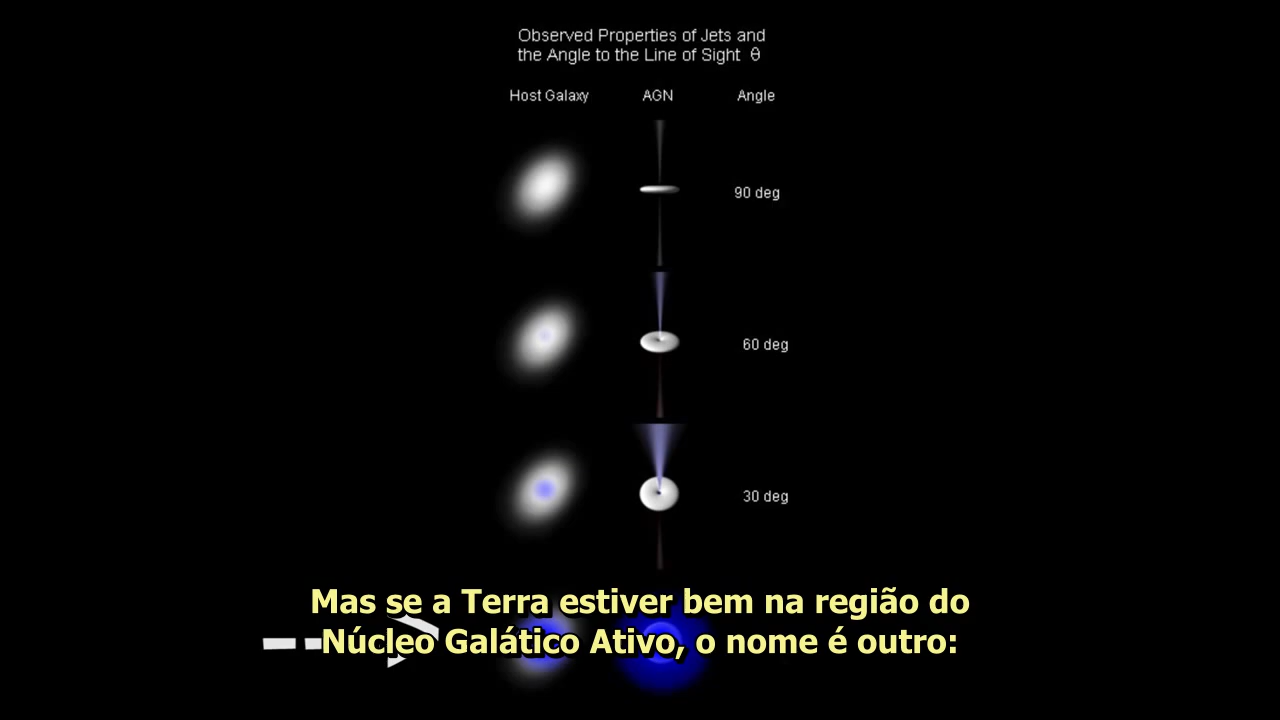 Observed Properties of Jets and
the Angle to the Line of Sight θ
Host Galaxy AGN Angle
90 deg
60 deg
30 deg
Mas se a Terra estiver bem na região do
Núcleo Galático Ativo, o nome é outro: